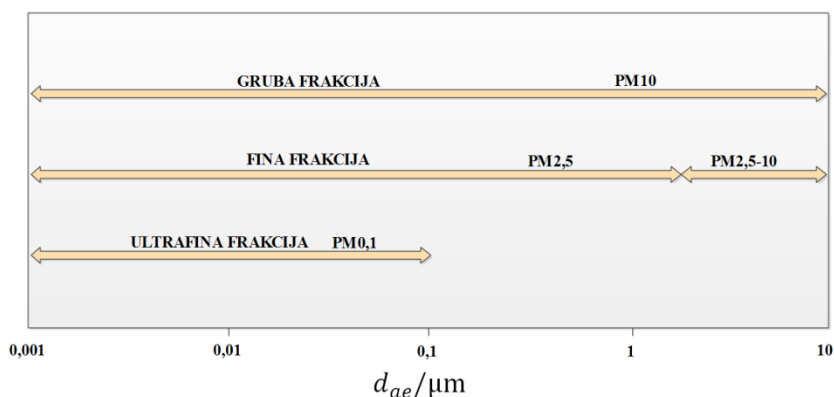 GRUBA FRAKCIJA PM10
FINA FRAKCIJA PM2,5 PM2,5-10
ULTRAFINA FRAKCIJA PM0,1
0,001 0,01 0,1 1 10
d_ae/μm